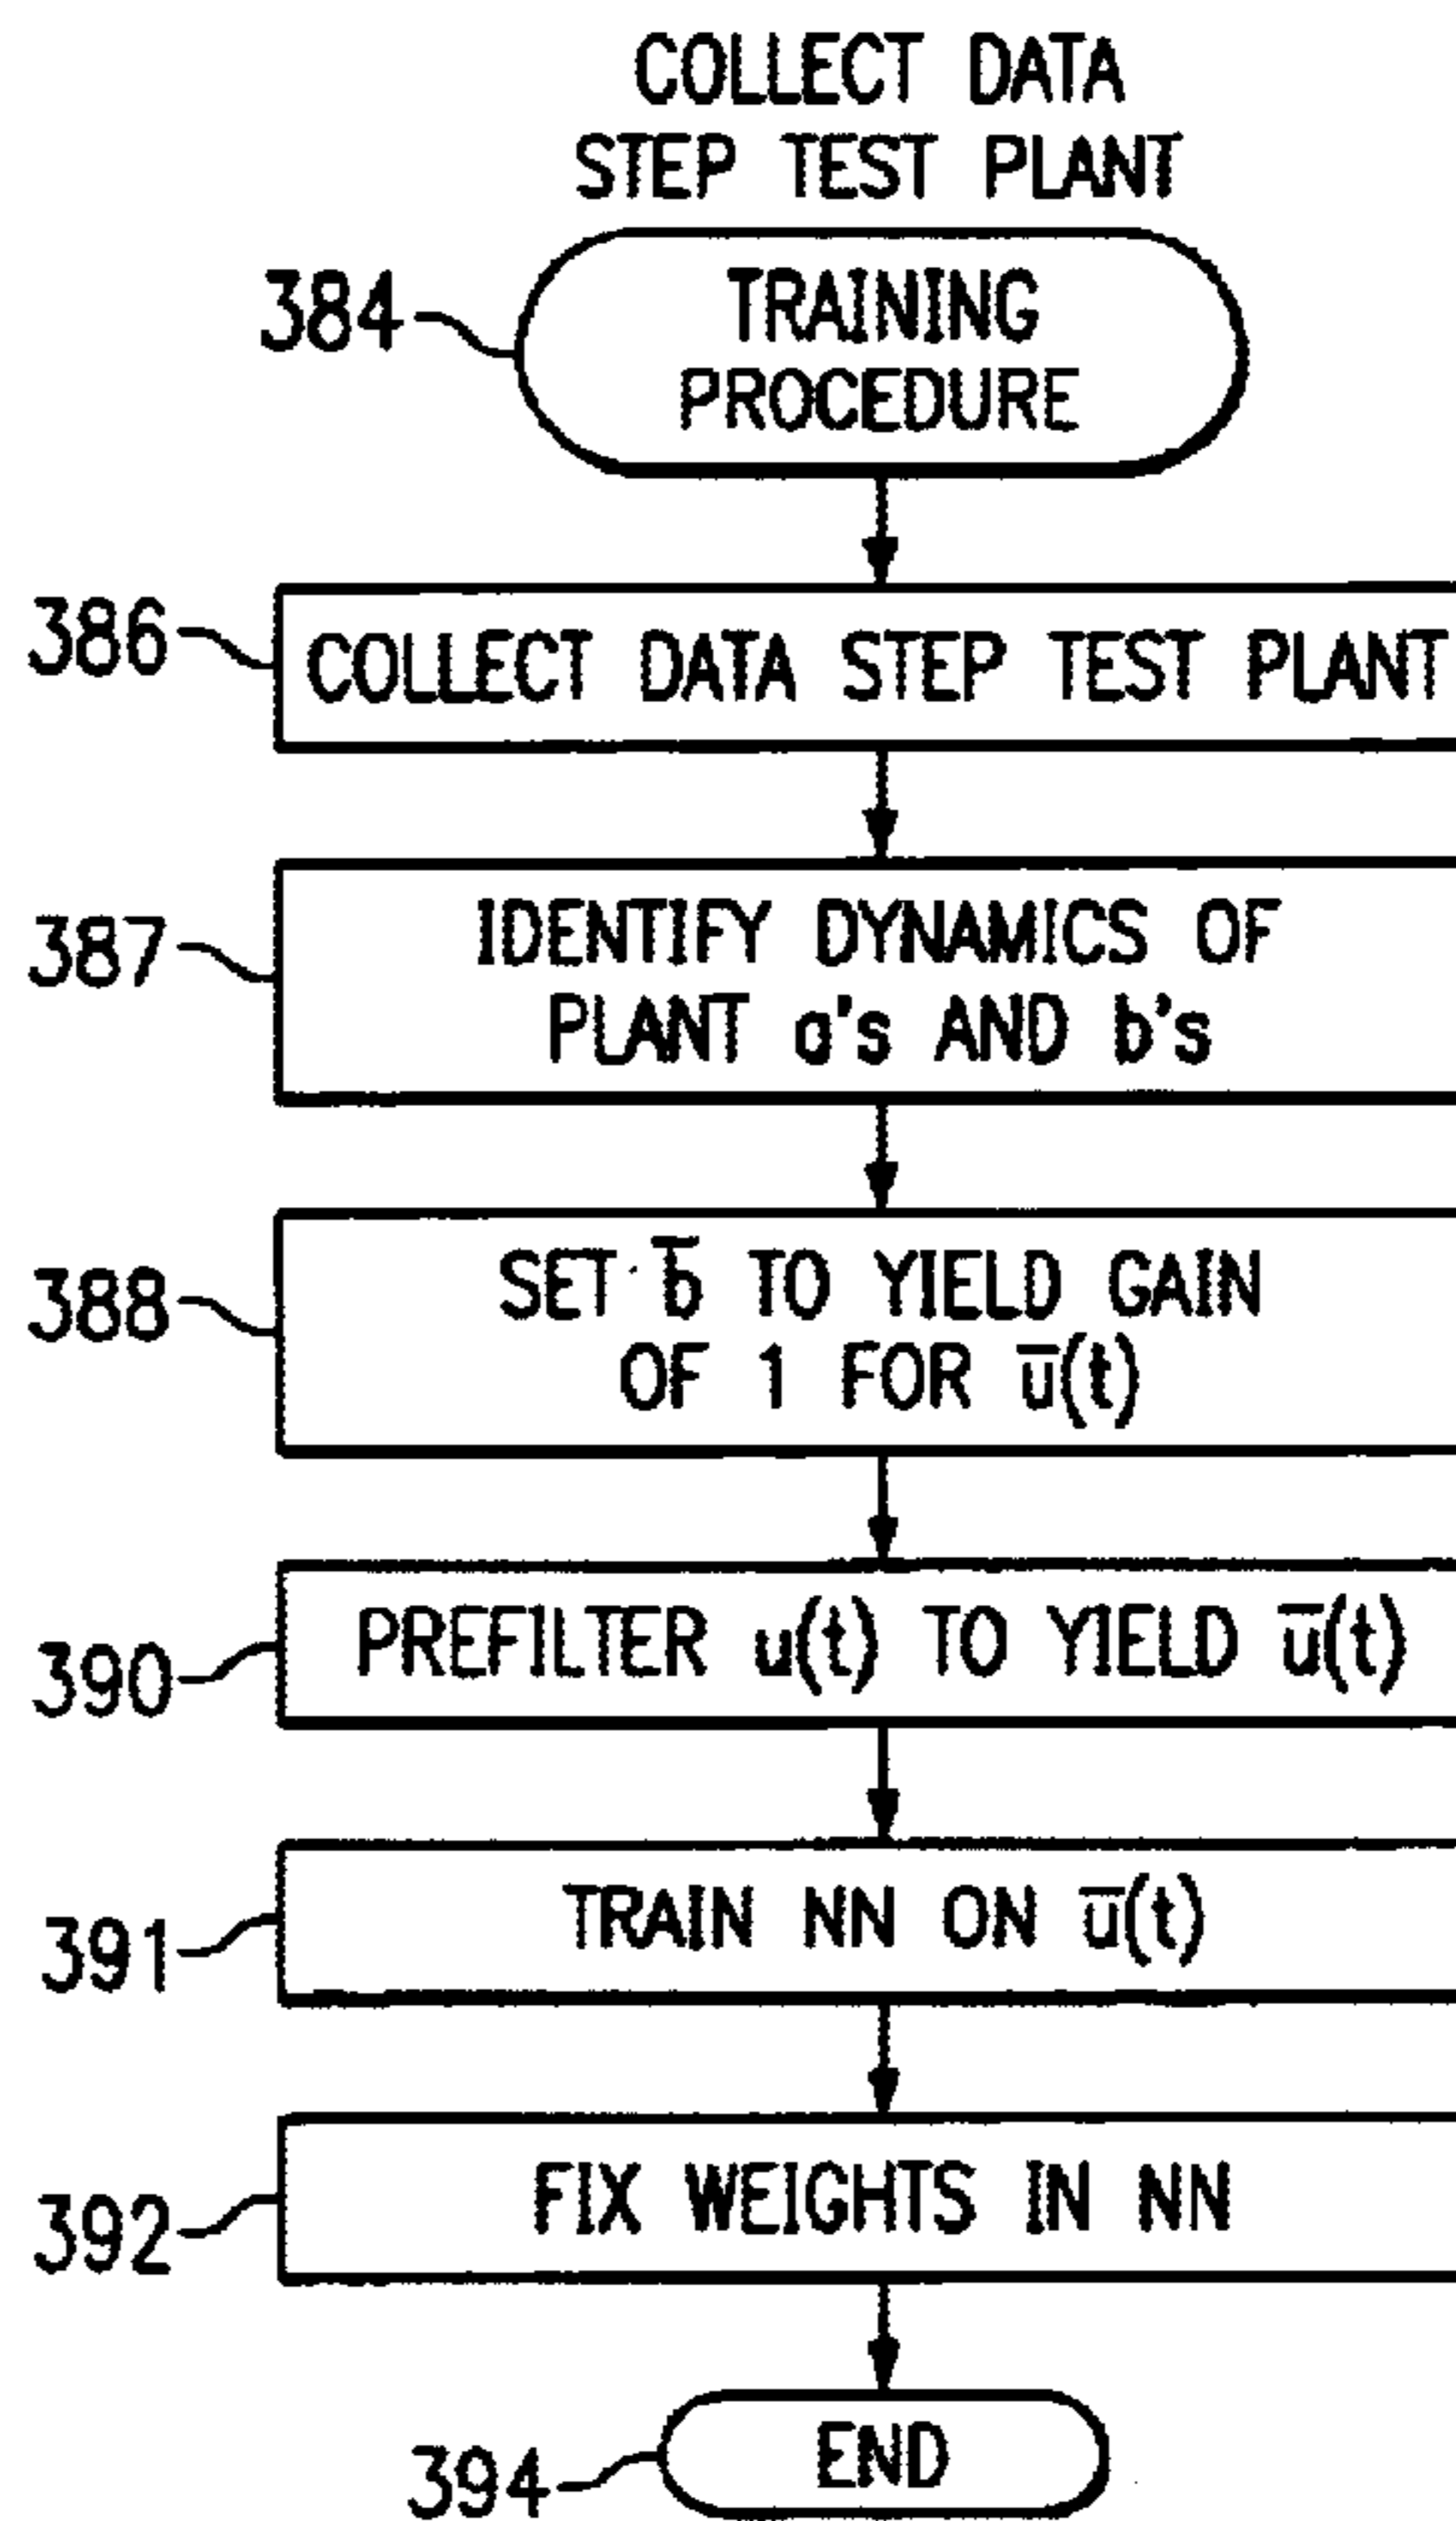 COLLECT DATA
STEP TEST PLANT
384
TRAINING
PROCEDURE
386
COLLECT DATA STEP TEST PLANT
387
IDENTIFY DYNAMICS OF
PLANT a's AND b's
388
SET b̅ TO YIELD GAIN
OF 1 FOR u̅(t)
390
PREFILTER u(t) TO YIELD u̅(t)
391
TRAIN NN ON u̅(t)
392
FIX WEIGHTS IN NN
394
END